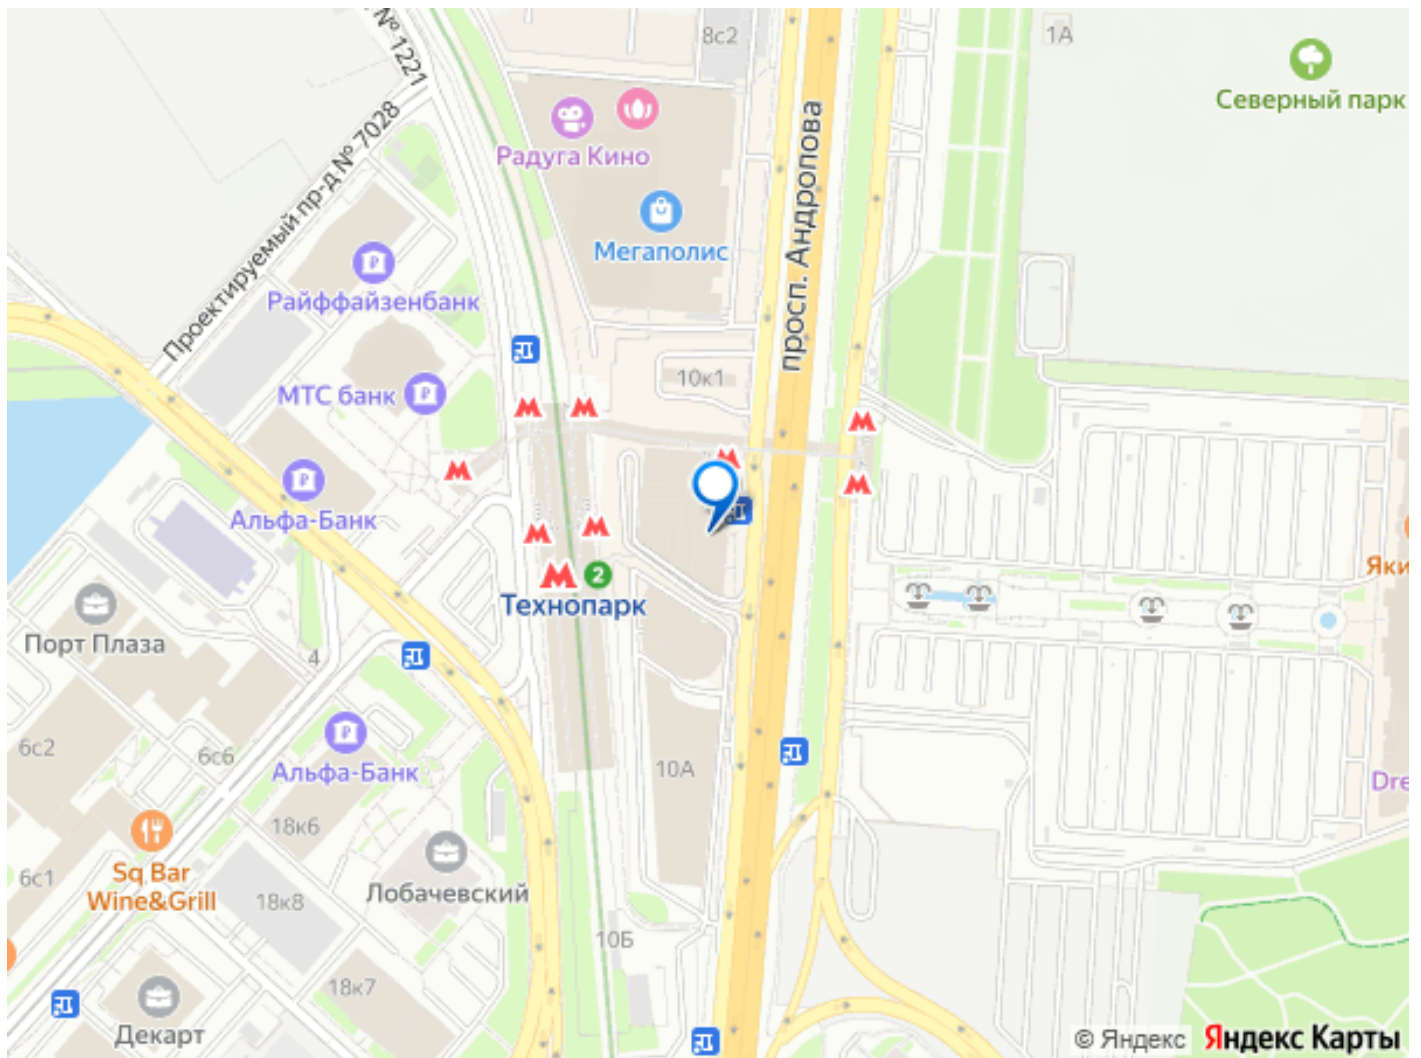 № 1221
8с2
1А
Северный парк
Радуга Кино
Проектируемый пр-д № 7028
просп. Андропова
Мегаполис
Райффайзенбанк
10к1
МТС банк
Альфа-Банк
2
Технопарк
Порт Плаза
4
6с2
6с6
Альфа-Банк
10А
18к6
Sq Bar
Wine&Grill
6с1
18к8
Лобачевский
10Б
18к7
Декарт
© Яндекс
Яндекс Карты